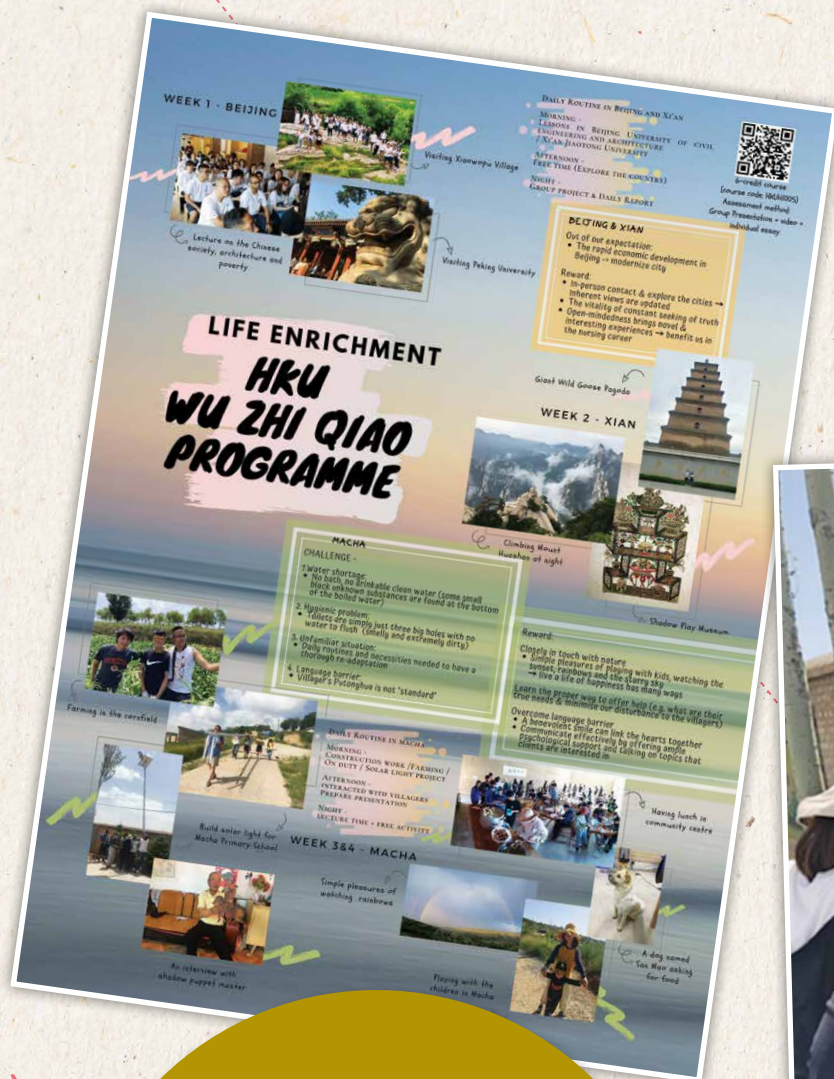 WEEK 1 - BEIJING
Visiting Xiaowopu Village
Lecture on the Chinese
society, architecture and
poverty
Visiting Peking University
DAILY ROUTINE IN BEIJING AND XI'AN
MORNING -
LESSONS IN BEIJING UNIVERSITY OF CIVIL
ENGINEERING AND ARCHITECTURE
/ XI'AN JIAOTONG UNIVERSITY
AFTERNOON -
FREE TIME (EXPLORE THE COUNTRY)
NIGHT -
GROUP PROJECT & DAILY REPORT
6-credit course
(course code:
Assessment method:
Group Presentation + video +
individual essay
BEIJING & XIAN
Out of our expectation:
• The rapid economic development in
Beijing -> modernize city
Reward:
• In-person contact & explore the cities →
Inherent views are updated
• The vitality of constant seeking of truth
• Open-mindedness brings novel &
interesting experiences → benefit us in
the nursing career
LIFE ENRICHMENT
HKU
WU ZHI QIAO
PROGRAMME
Giant Wild Goose Pagoda
WEEK 2 - XIAN
Climbing Mount
Huashan at night
Shadow Play Museum
MACHA
CHALLENGE -
1. Water shortage:
• No bath, no drinkable clean water (some small
black unknown substances are found at the bottom
of the boiled water)
2. Hygienic problem:
• Toilets are simply just three big holes with no
water to flush (smelly and extremely dirty)
3. Unfamiliar situation:
• Daily routines and necessities needed to have a
thorough re-adaptation
4. Language barrier:
• Villager's Putonghua is not "standard"
Reward:
Closely in touch with nature
• Simple pleasures of playing with kids, watching the
sunset, rainbows and the starry sky
→ live a life of happiness has many ways
Learn the proper way to offer help (e.g. what are their
true needs & minimise our disturbance to the villagers)
Overcome language barrier
• A benevolent smile can link the hearts together
• Communicate effectively by offering ample
psychological support and talking on topics that
clients are interested in
Farming in the cornfield
DAILY ROUTINE IN MACHA
MORNING -
CONSTRUCTION WORK /FARMING /
ON DUTY / SOLAR LIGHT PROJECT
AFTERNOON -
INTERACTED WITH VILLAGERS
PREPARE PRESENTATION
NIGHT -
LECTURE TIME + FREE ACTIVITY
Build solar light for
Macha Primary School
WEEK 3&4 - MACHA
Having lunch in
community centre
Simple pleasures of
watching rainbows
An interview with
shadow puppet master
Playing with the
children in Macha
A dog named
San Mao asking
for food